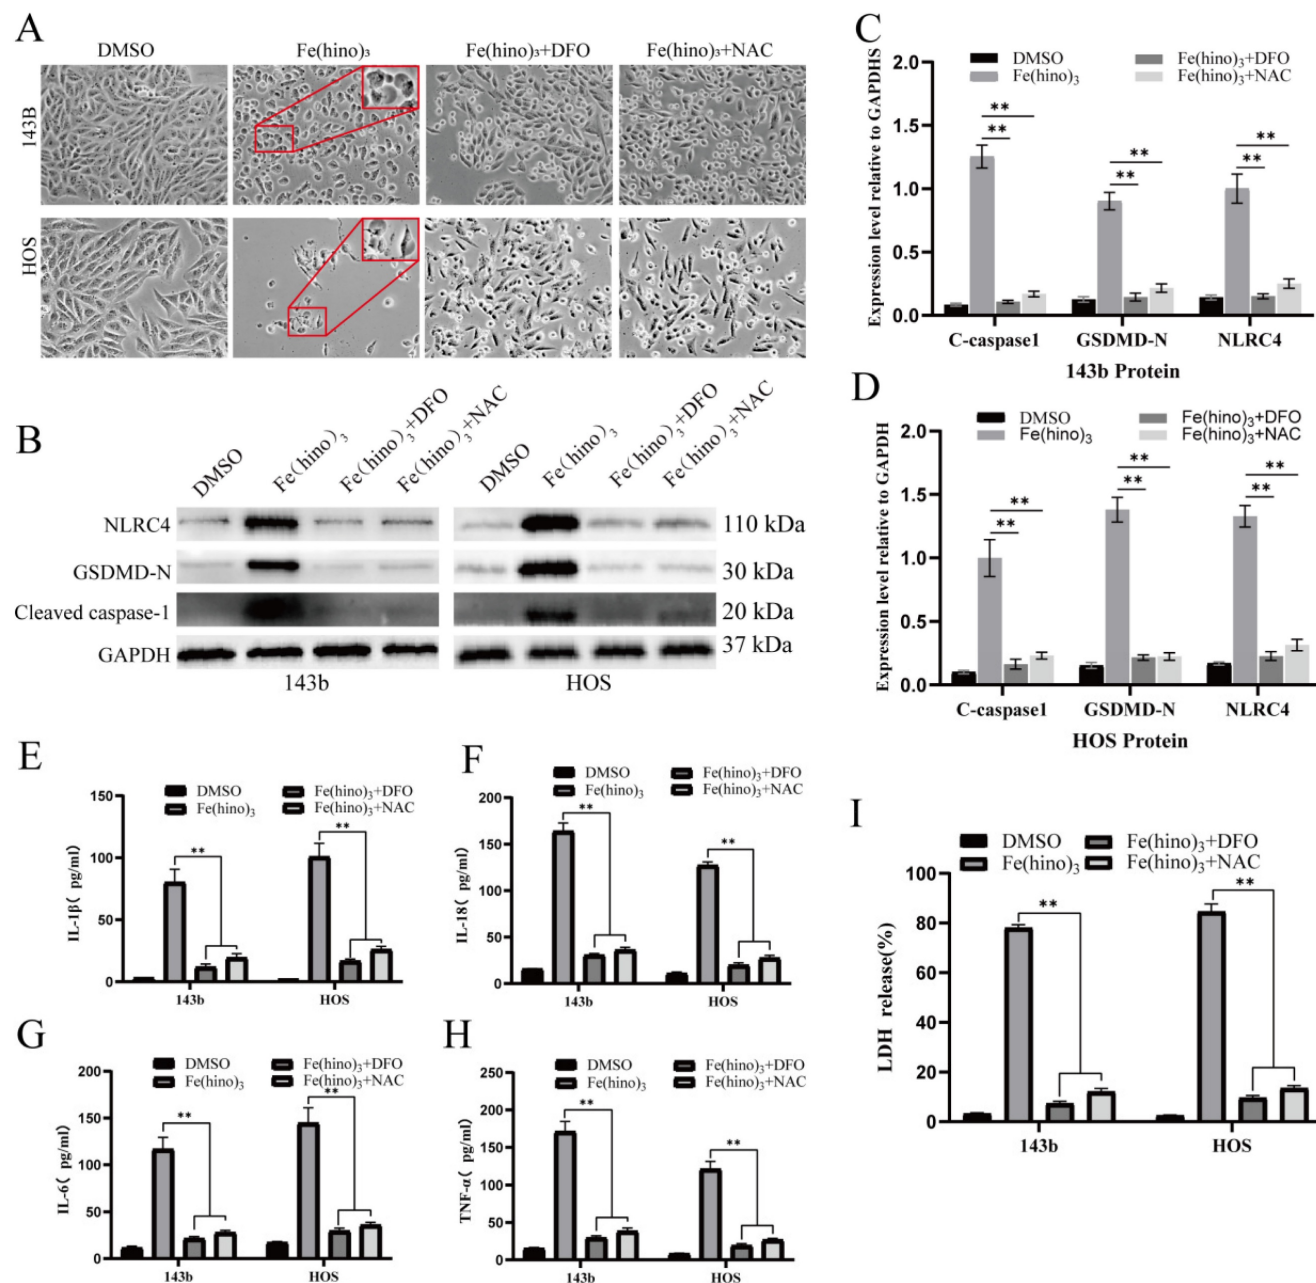 A
DMSO
Fe(hino)₃
Fe(hino)₃+DFO
Fe(hino)₃+NAC
143B
HOS
B
DMSO
Fe(hino)₃
Fe(hino)₃+DFO
Fe(hino)₃+NAC
DMSO
Fe(hino)₃
Fe(hino)₃+DFO
Fe(hino)₃+NAC
NLRC4
110 kDa
GSDMD-N
30 kDa
Cleaved caspase-1
20 kDa
GAPDH
37 kDa
143b
HOS
C
DMSO
Fe(hino)₃
Fe(hino)₃+DFO
Fe(hino)₃+NAC
Expression level relative to GAPDHS
2.0
1.5
1.0
0.5
0.0
**
**
**
**
**
**
C-caspase1
GSDMD-N
NLRC4
143b Protein
D
DMSO
Fe(hino)₃
Fe(hino)₃+DFO
Fe(hino)₃+NAC
Expression level relative to GAPDH
2.0
1.5
1.0
0.5
0.0
**
**
**
**
**
**
C-caspase1
GSDMD-N
NLRC4
HOS Protein
E
DMSO
Fe(hino)₃
Fe(hino)₃+DFO
Fe(hino)₃+NAC
IL-1β( pg/ml)
150
100
50
0
**
**
143b
HOS
F
DMSO
Fe(hino)₃
Fe(hino)₃+DFO
Fe(hino)₃+NAC
IL-18( pg/ml)
200
150
100
50
0
**
**
143b
HOS
G
DMSO
Fe(hino)₃
Fe(hino)₃+DFO
Fe(hino)₃+NAC
IL-6( pg/ml)
200
150
100
50
0
**
**
143b
HOS
H
DMSO
Fe(hino)₃
Fe(hino)₃+DFO
Fe(hino)₃+NAC
TNF-α( pg/ml)
250
200
150
100
50
0
**
**
143b
HOS
I
DMSO
Fe(hino)₃
Fe(hino)₃+DFO
Fe(hino)₃+NAC
LDH release(%)
100
80
60
40
20
0
**
**
143b
HOS